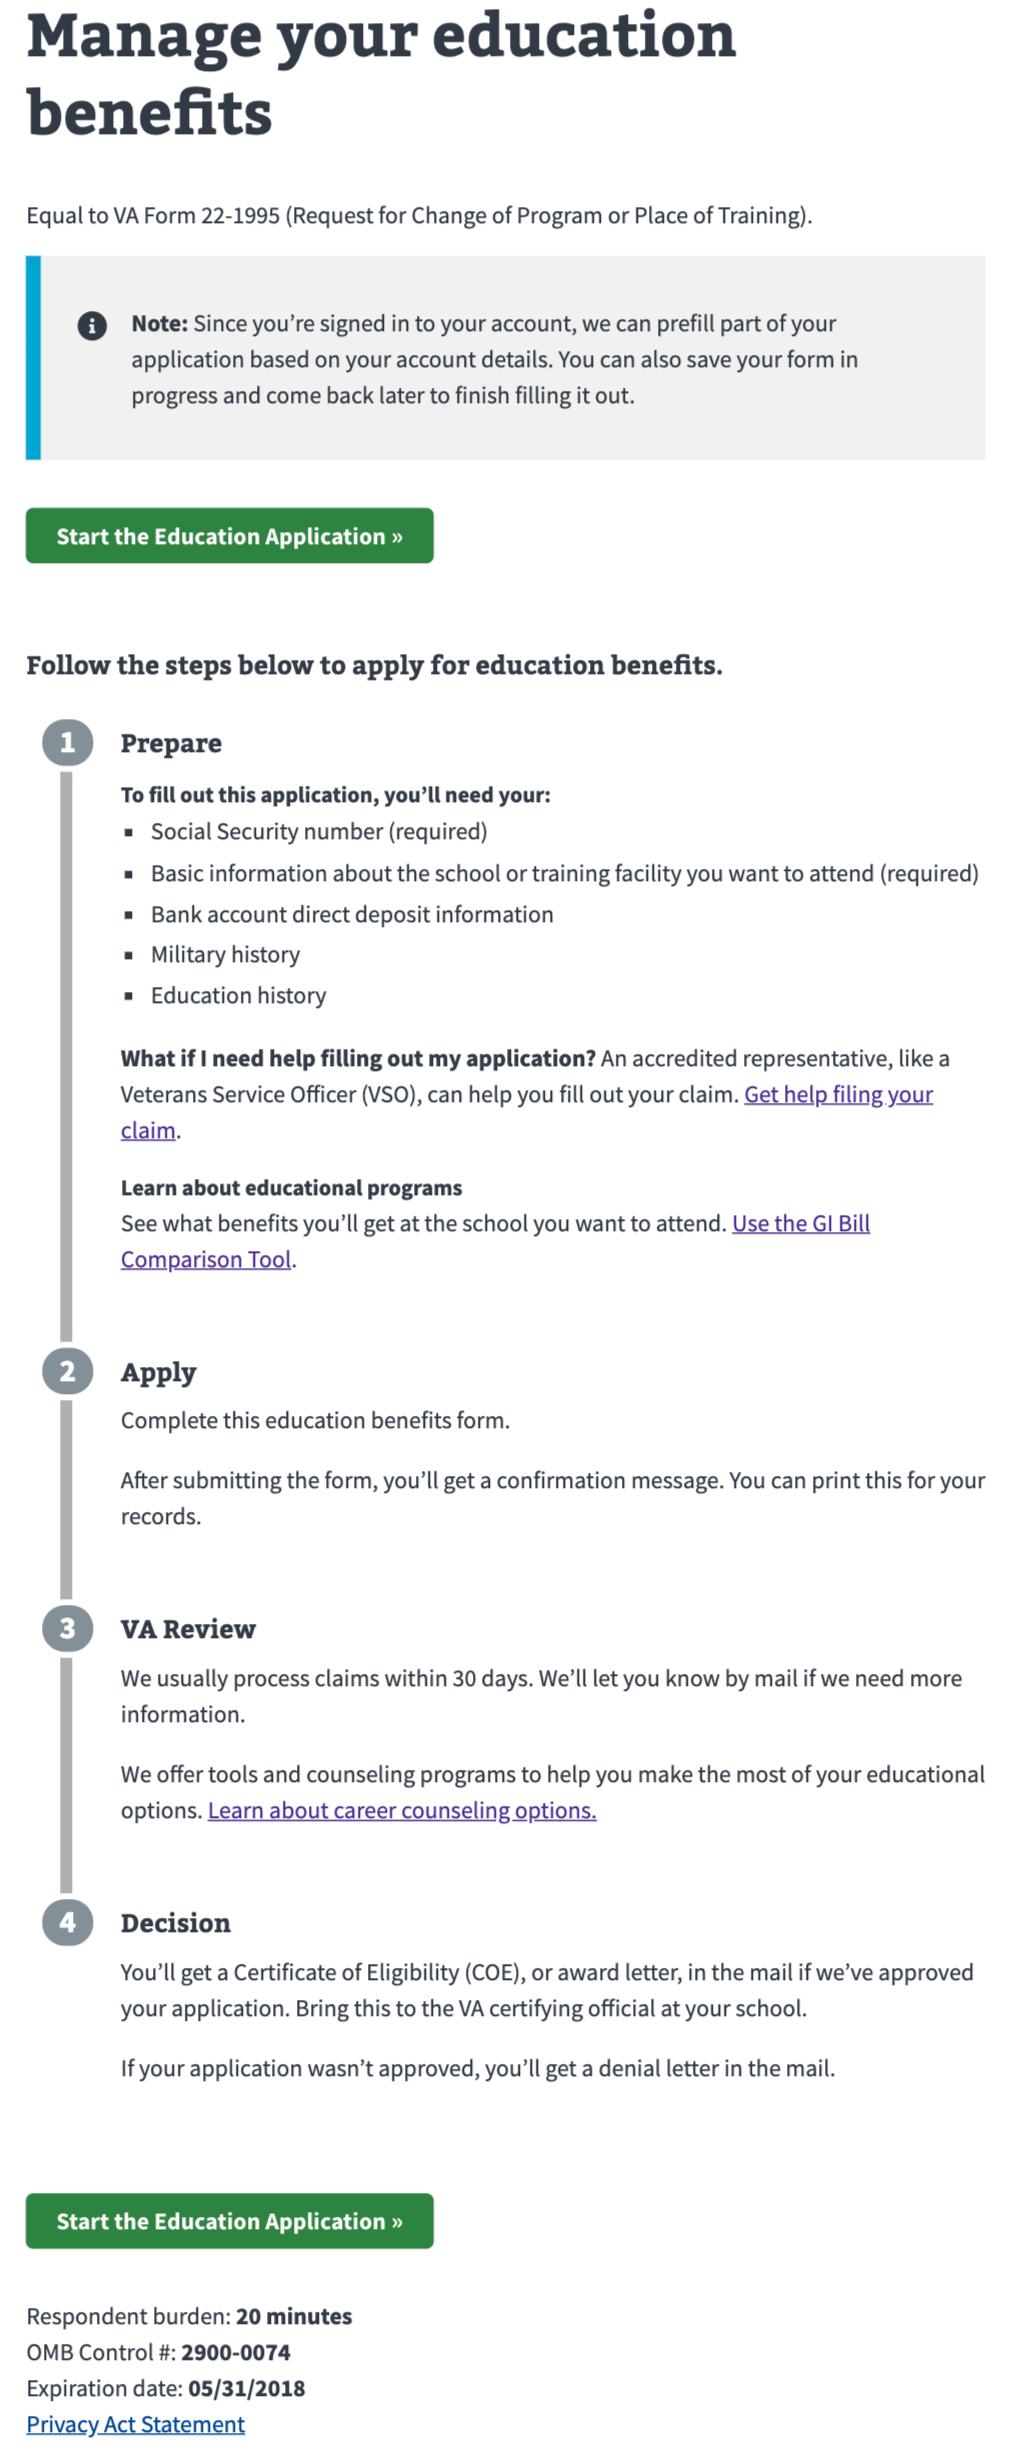 Manage your education
benefits
Equal to VA Form 22-1995 (Request for Change of Program or Place of Training).
Note: Since you’re signed in to your account, we can prefill part of your
application based on your account details. You can also save your form in
progress and come back later to finish filling it out.
Start the Education Application »
Follow the steps below to apply for education benefits.
1 Prepare
To fill out this application, you’ll need your:
▪ Social Security number (required)
▪ Basic information about the school or training facility you want to attend (required)
▪ Bank account direct deposit information
▪ Military history
▪ Education history
What if I need help filling out my application? An accredited representative, like a
Veterans Service Officer (VSO), can help you fill out your claim. Get help filing your
claim.
Learn about educational programs
See what benefits you’ll get at the school you want to attend. Use the GI Bill
Comparison Tool.
2 Apply
Complete this education benefits form.
After submitting the form, you’ll get a confirmation message. You can print this for your
records.
3 VA Review
We usually process claims within 30 days. We’ll let you know by mail if we need more
information.
We offer tools and counseling programs to help you make the most of your educational
options. Learn about career counseling options.
4 Decision
You’ll get a Certificate of Eligibility (COE), or award letter, in the mail if we’ve approved
your application. Bring this to the VA certifying official at your school.
If your application wasn’t approved, you’ll get a denial letter in the mail.
Start the Education Application »
Respondent burden: 20 minutes
OMB Control #: 2900-0074
Expiration date: 05/31/2018
Privacy Act Statement